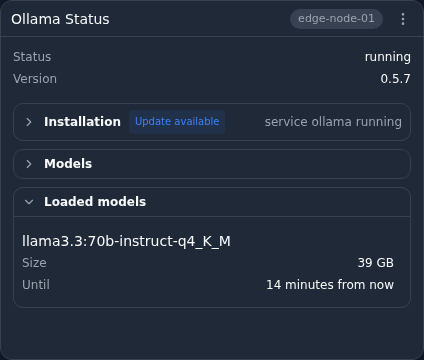 Ollama Status edge-node-01
Status running
Version 0.5.7
Installation Update available service ollama running
Models
Loaded models
llama3.3:70b-instruct-q4_K_M
Size 39 GB
Until 14 minutes from now